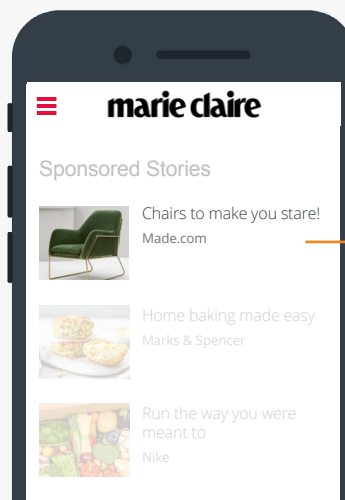 marie claire
Sponsored Stories
Chairs to make you stare!
Made.com
Home baking made easy
Marks & Spencer
Run the way you were
meant to
Nike